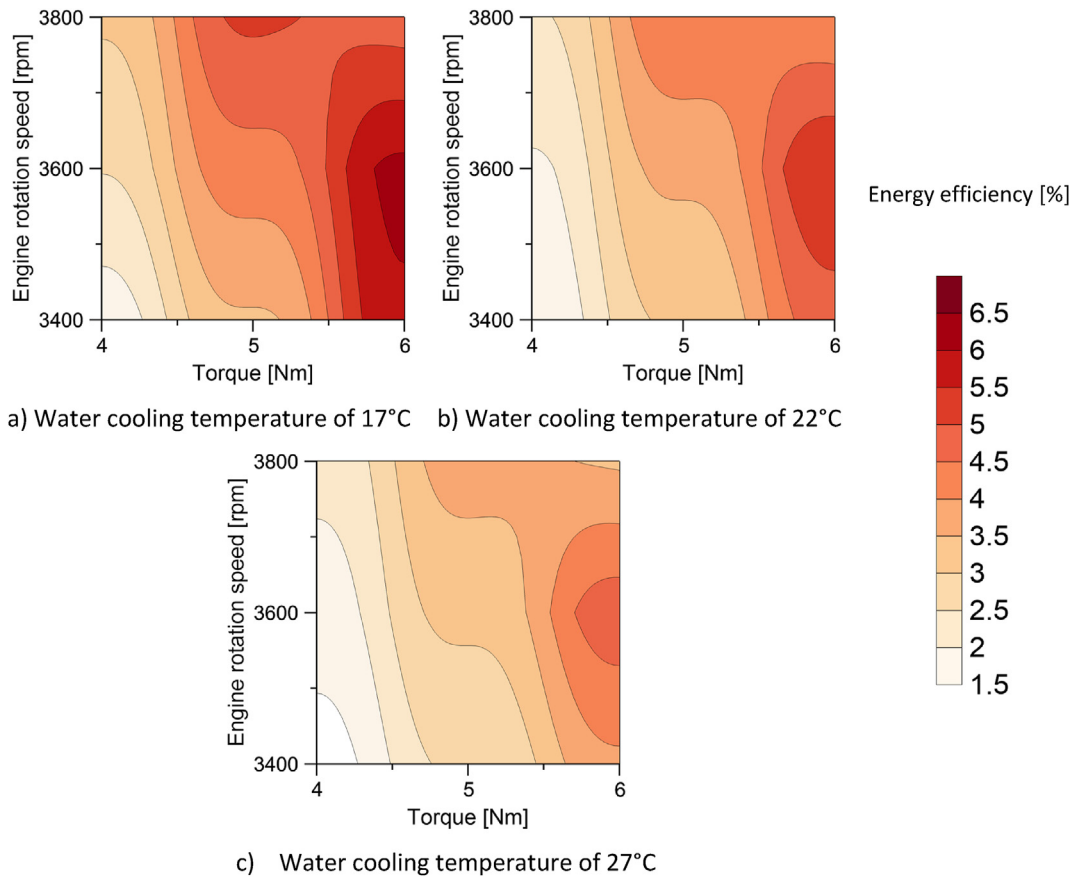 3800
3600
3400
Engine rotation speed [rpm]
4
5
6
Torque [Nm]
a) Water cooling temperature of 17°C
3800
3600
3400
Engine rotation speed [rpm]
4
5
6
Torque [Nm]
b) Water cooling temperature of 22°C
3800
3600
3400
Engine rotation speed [rpm]
4
5
6
Torque [Nm]
c) Water cooling temperature of 27°C
Energy efficiency [%]
6.5
6
5.5
5
4.5
4
3.5
3
2.5
2
1.5